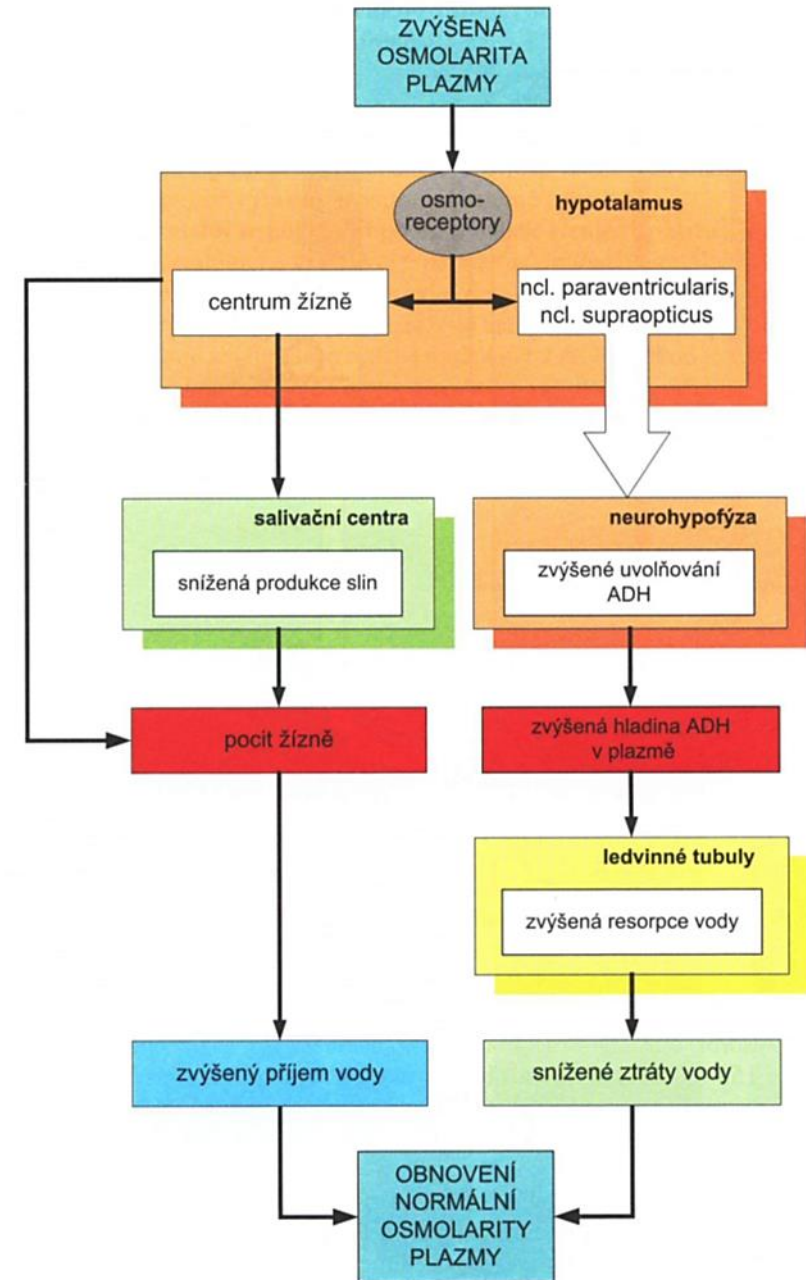 ZVÝŠENÁ
OSMOLARITA
PLAZMY
osmo-
receptory
hypotalamus
centrum žízně
ncl. paraventricularis,
ncl. supraopticus
salivační centra
snížená produkce slin
neurohypofýza
zvýšené uvolňování
ADH
pocit žízně
zvýšená hladina ADH
v plazmě
ledvinné tubuly
zvýšená resorpce vody
zvýšený příjem vody
snížené ztráty vody
OBNOVENÍ
NORMÁLNÍ
OSMOLARITY
PLAZMY